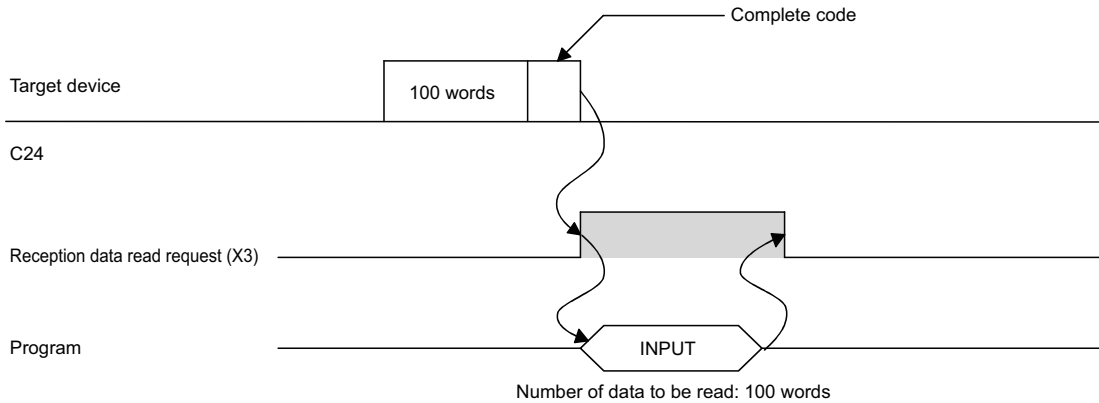 Complete code
Target device
100 words
C24
Reception data read request (X3)
Program
INPUT
Number of data to be read: 100 words